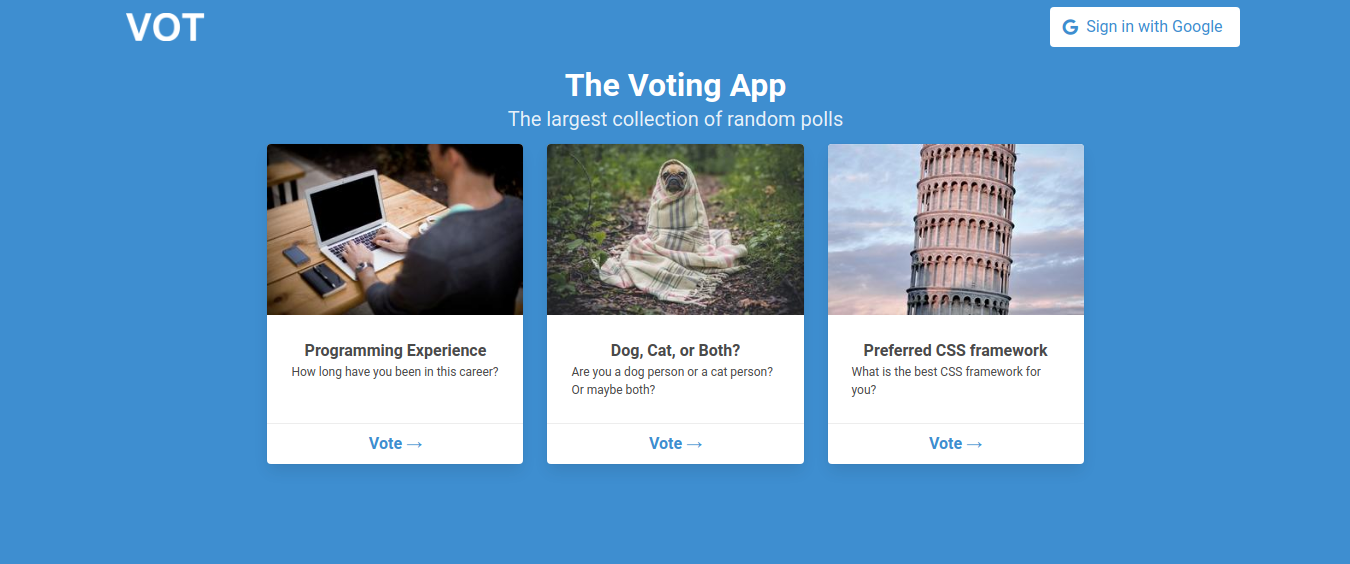 VOT
Sign in with Google
The Voting App
The largest collection of random polls
Programming Experience
How long have you been in this career?
Vote →
Dog, Cat, or Both?
Are you a dog person or a cat person?
Or maybe both?
Vote →
Preferred CSS framework
What is the best CSS framework for
you?
Vote →